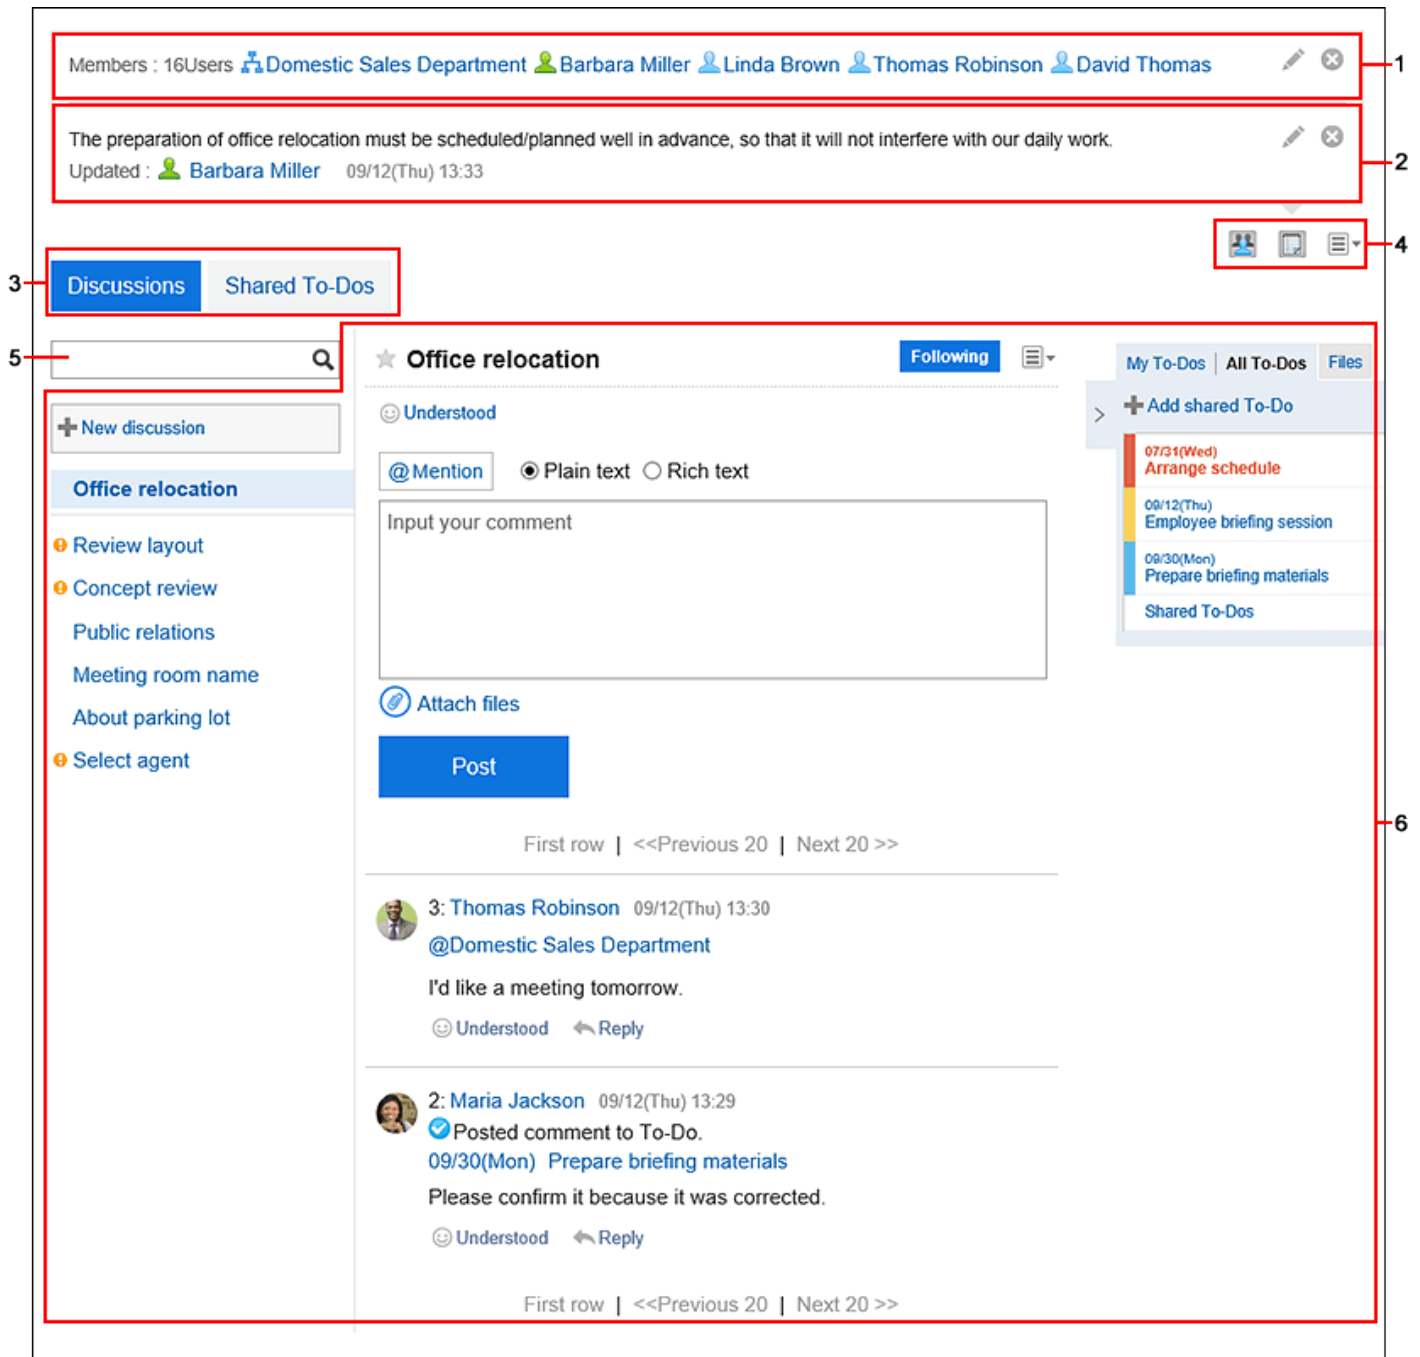 Members : 16Users Domestic Sales Department Barbara Miller Linda Brown Thomas Robinson David Thomas
1
The preparation of office relocation must be scheduled/planned well in advance, so that it will not interfere with our daily work.
Updated : Barbara Miller 09/12(Thu) 13:33
2
4
3
Discussions Shared To-Dos
5
Office relocation Following
My To-Dos | All To-Dos Files
Understood
Add shared To-Do
New discussion
07/31(Wed)
Arrange schedule
@Mention Plain text Rich text
Office relocation
09/12(Thu)
Employee briefing session
Input your comment
Review layout
09/30(Mon)
Prepare briefing materials
Concept review
Shared To-Dos
Public relations
Meeting room name
About parking lot
Attach files
Select agent
Post
6
First row | <<Previous 20 | Next 20 >>
3: Thomas Robinson 09/12(Thu) 13:30
@Domestic Sales Department
I'd like a meeting tomorrow.
Understood Reply
2: Maria Jackson 09/12(Thu) 13:29
Posted comment to To-Do.
09/30(Mon) Prepare briefing materials
Please confirm it because it was corrected.
Understood Reply
First row | <<Previous 20 | Next 20 >>